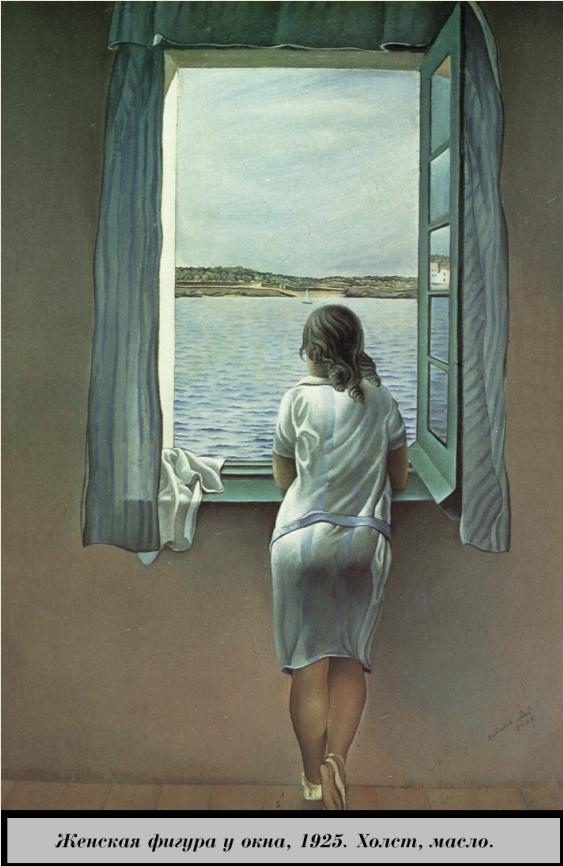 Женская фигура у окна, 1925. Холст, масло.